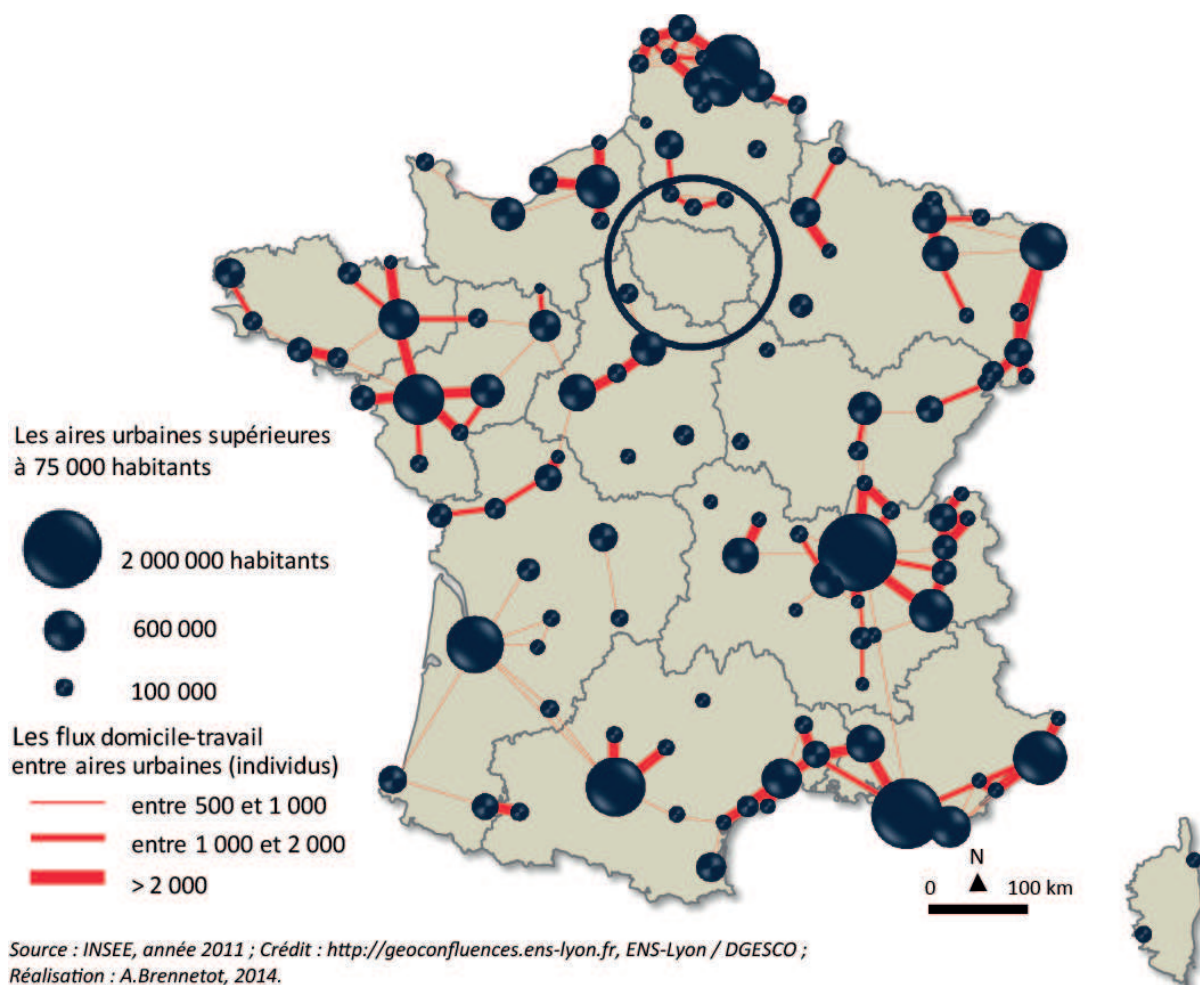 Les aires urbaines supérieures
à 75 000 habitants
2 000 000 habitants
600 000
100 000
Les flux domicile-travail
entre aires urbaines (individus)
entre 500 et 1 000
entre 1 000 et 2 000
> 2 000
N
0 100 km
Source : INSEE, année 2011 ; Crédit : http://geoconfluences.ens-lyon.fr, ENS-Lyon / DGESCO ;
Réalisation : A.Brennetot, 2014.